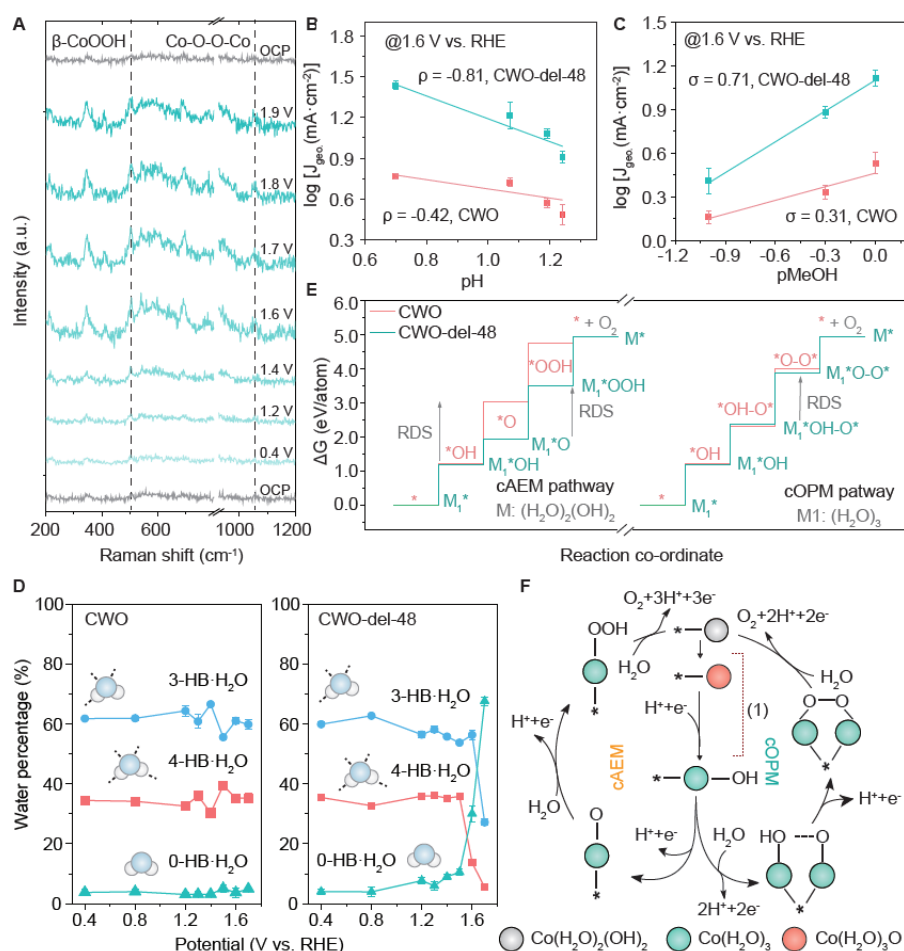 A
β-CoOOH
Co-O-O-Co
OCP
1.9 V
1.8 V
1.7 V
1.6 V
1.4 V
1.2 V
0.4 V
OCP
Intensity (a.u.)
200 400 600 800 1000 1200
Raman shift (cm⁻¹)
B
@1.6 V vs. RHE
ρ = -0.81, CWO-del-48
ρ = -0.42, CWO
log [J_geo. (mA·cm⁻²)]
1.8
1.5
1.2
0.9
0.6
0.3
0.6 0.8 1.0 1.2
pH
C
@1.6 V vs. RHE
σ = 0.71, CWO-del-48
σ = 0.31, CWO
log [J_geo. (mA·cm⁻²)]
1.5
1.2
0.9
0.6
0.3
0.0
-1.2 -0.9 -0.6 -0.3 0.0
pMeOH
E
CWO
CWO-del-48
ΔG (eV/atom)
6.0
5.0
4.0
3.0
2.0
1.0
0.0
* + O₂
M*
*OOH
M₁*OOH
*O
RDS
RDS
M₁*O
*OH
M₁*OH
*
M₁*
cAEM pathway
M: (H₂O)₂(OH)₂
* + O₂
M*
*O-O*
M₁*O-O*
RDS
*OH-O*
M₁*OH-O*
*OH
M₁*OH
*
M₁*
cOPM patway
M1: (H₂O)₃
Reaction co-ordinate
D
Water percentage (%)
100
80
60
40
20
0
CWO
3-HB·H₂O
4-HB·H₂O
0-HB·H₂O
0.4 0.8 1.2 1.6
CWO-del-48
3-HB·H₂O
4-HB·H₂O
0-HB·H₂O
0.4 0.8 1.2 1.6
Potential (V vs. RHE)
F
O₂+3H⁺+3e⁻
O₂+2H⁺+2e⁻
OOH
H₂O
*
*
H₂O
*
*
(1)
O O
H⁺+e⁻
H⁺+e⁻
cAEM
cOPM
*
OH
*
H₂O
O
H⁺+e⁻
H₂O
H⁺+e⁻
HO O
*
2H⁺+2e⁻
*
Co(H₂O)₂(OH)₂
Co(H₂O)₃
Co(H₂O)₃O